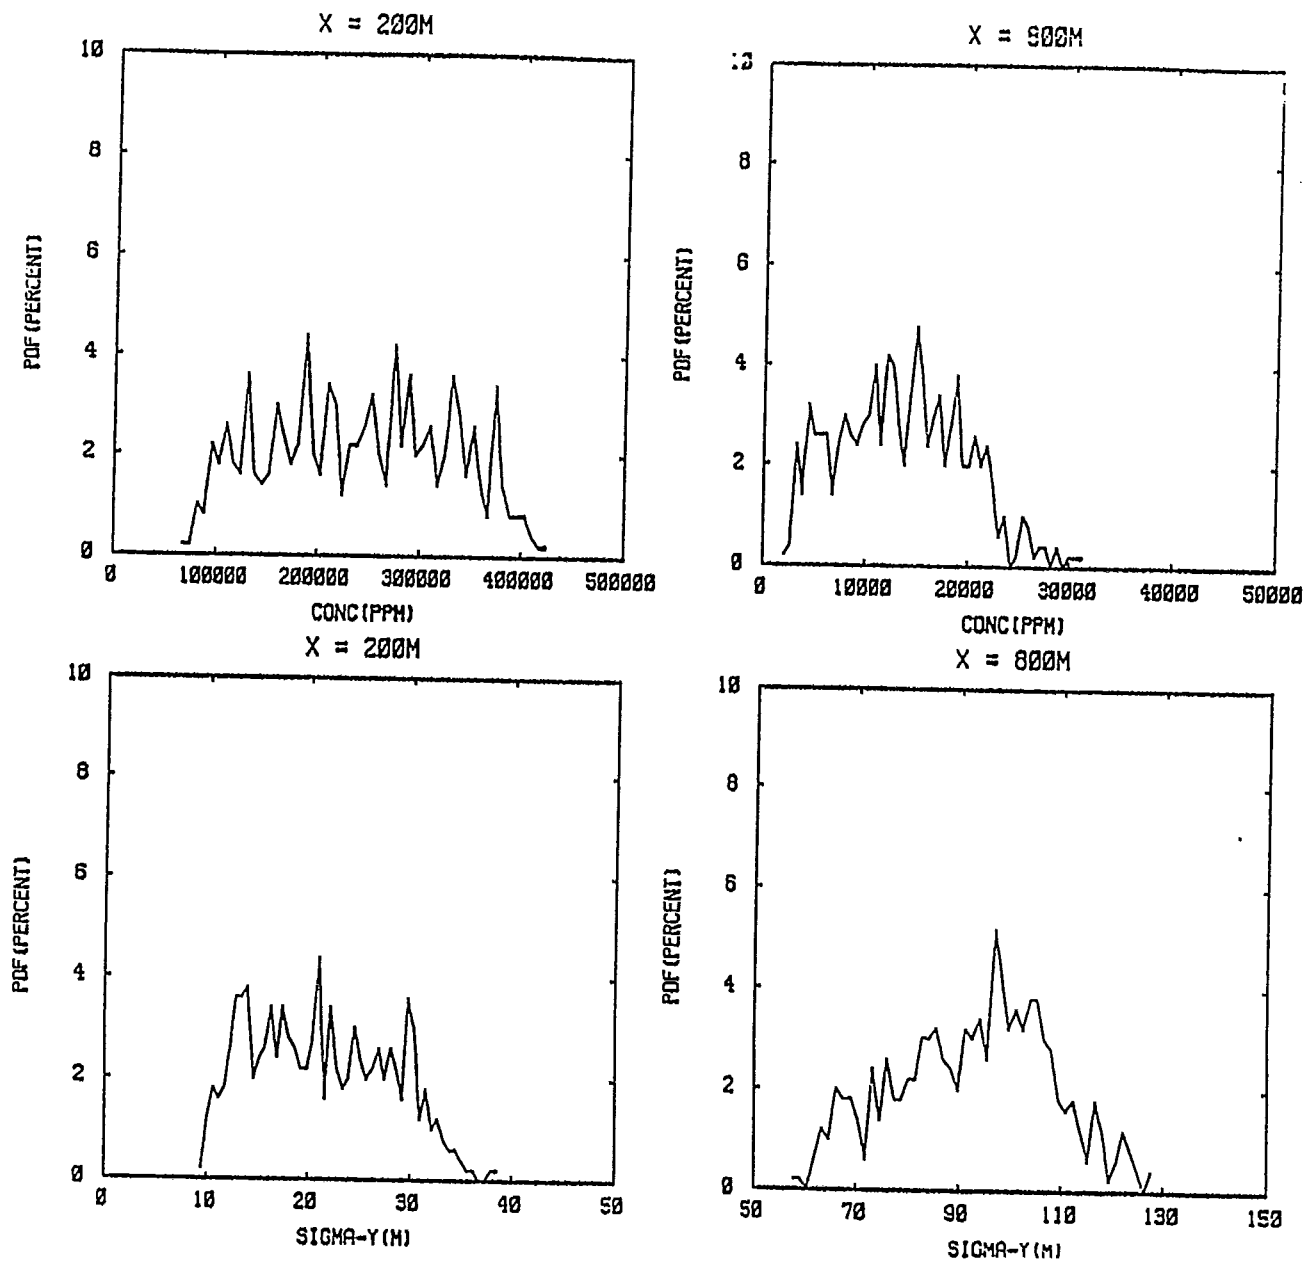 X = 200M
10
8
6
4
2
0
PDF(PERCENT)
0 100000 200000 300000 400000 500000
CONC(PPM)
X = 800M
10
8
6
4
2
0
PDF(PERCENT)
0 10000 20000 30000 40000 50000
CONC(PPM)
X = 200M
10
8
6
4
2
0
PDF(PERCENT)
0 10 20 30 40 50
SIGMA-Y(M)
X = 800M
10
8
6
4
2
0
PDF(PERCENT)
50 70 90 110 130 150
SIGMA-Y(M)